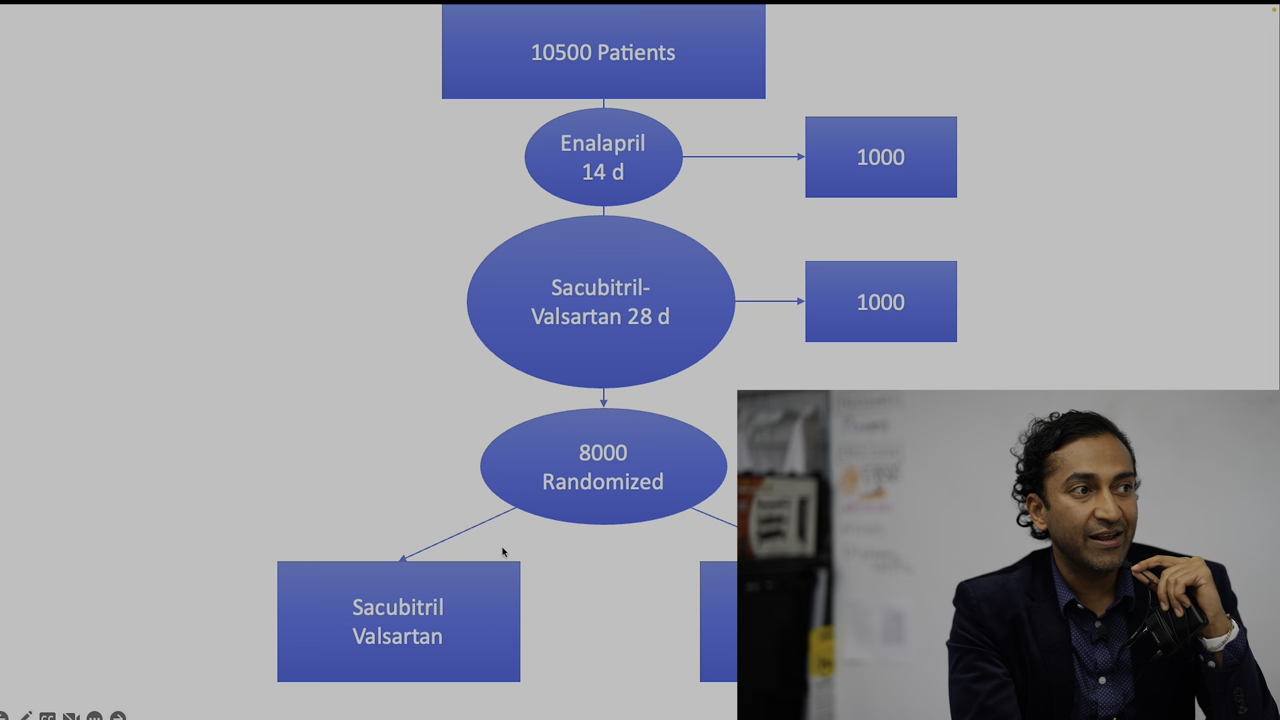 10500 Patients
Enalapril
14 d
1000
Sacubitril-
Valsartan 28 d
1000
8000
Randomized
Sacubitril
Valsartan